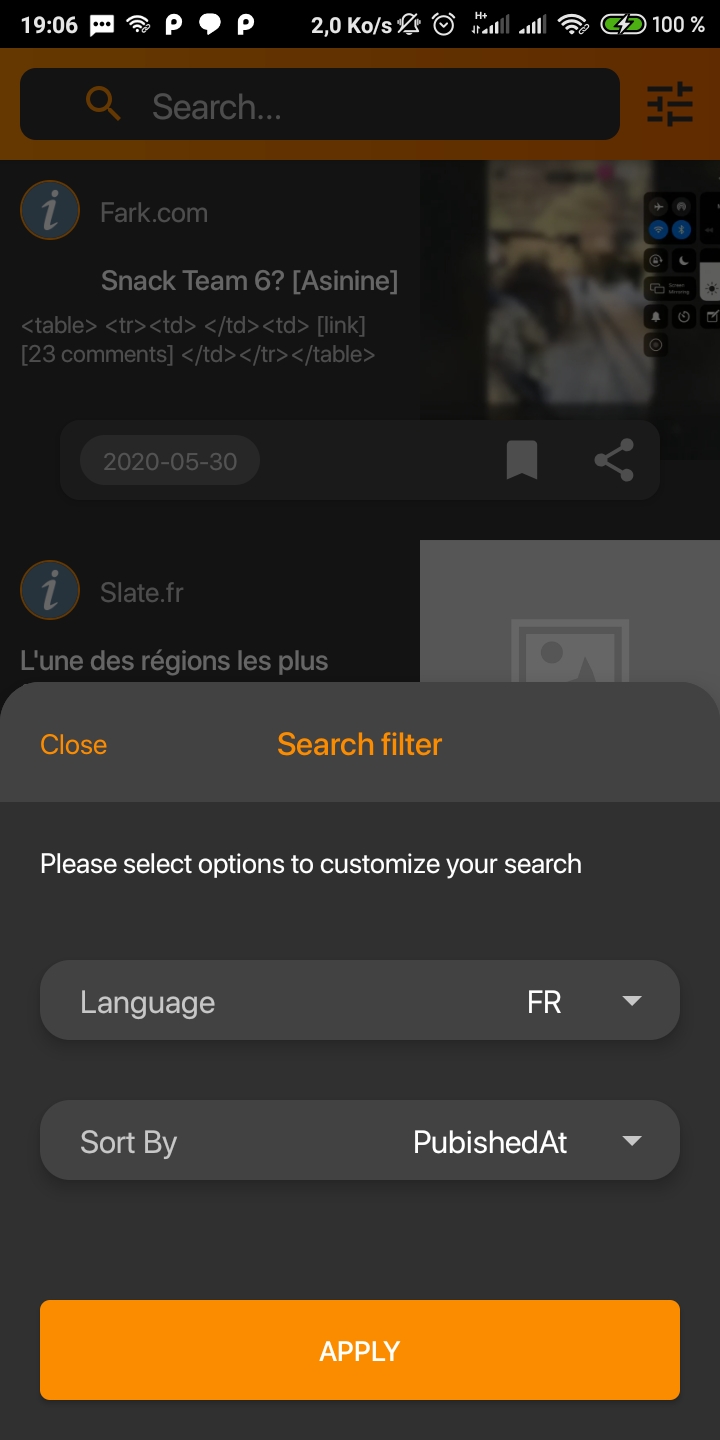 19:06 2,0 Ko/s H+ 100 %
Search...
Fark.com
Snack Team 6? [Asinine]
<table> <tr><td> </td><td> [link]
[23 comments] </td></tr></table>
2020-05-30
Slate.fr
L'une des régions les plus
Close Search filter
Please select options to customize your search
Language FR
Sort By PubishedAt
APPLY